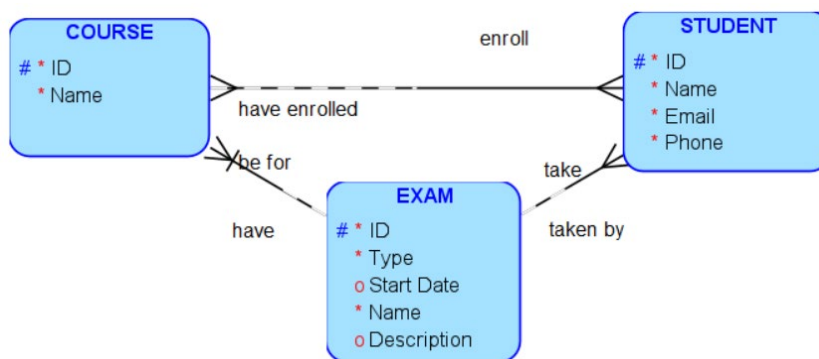 COURSE
# * ID
* Name
enroll
have enrolled
STUDENT
# * ID
* Name
* Email
* Phone
be for
have
take
taken by
EXAM
# * ID
* Type
o Start Date
* Name
o Description